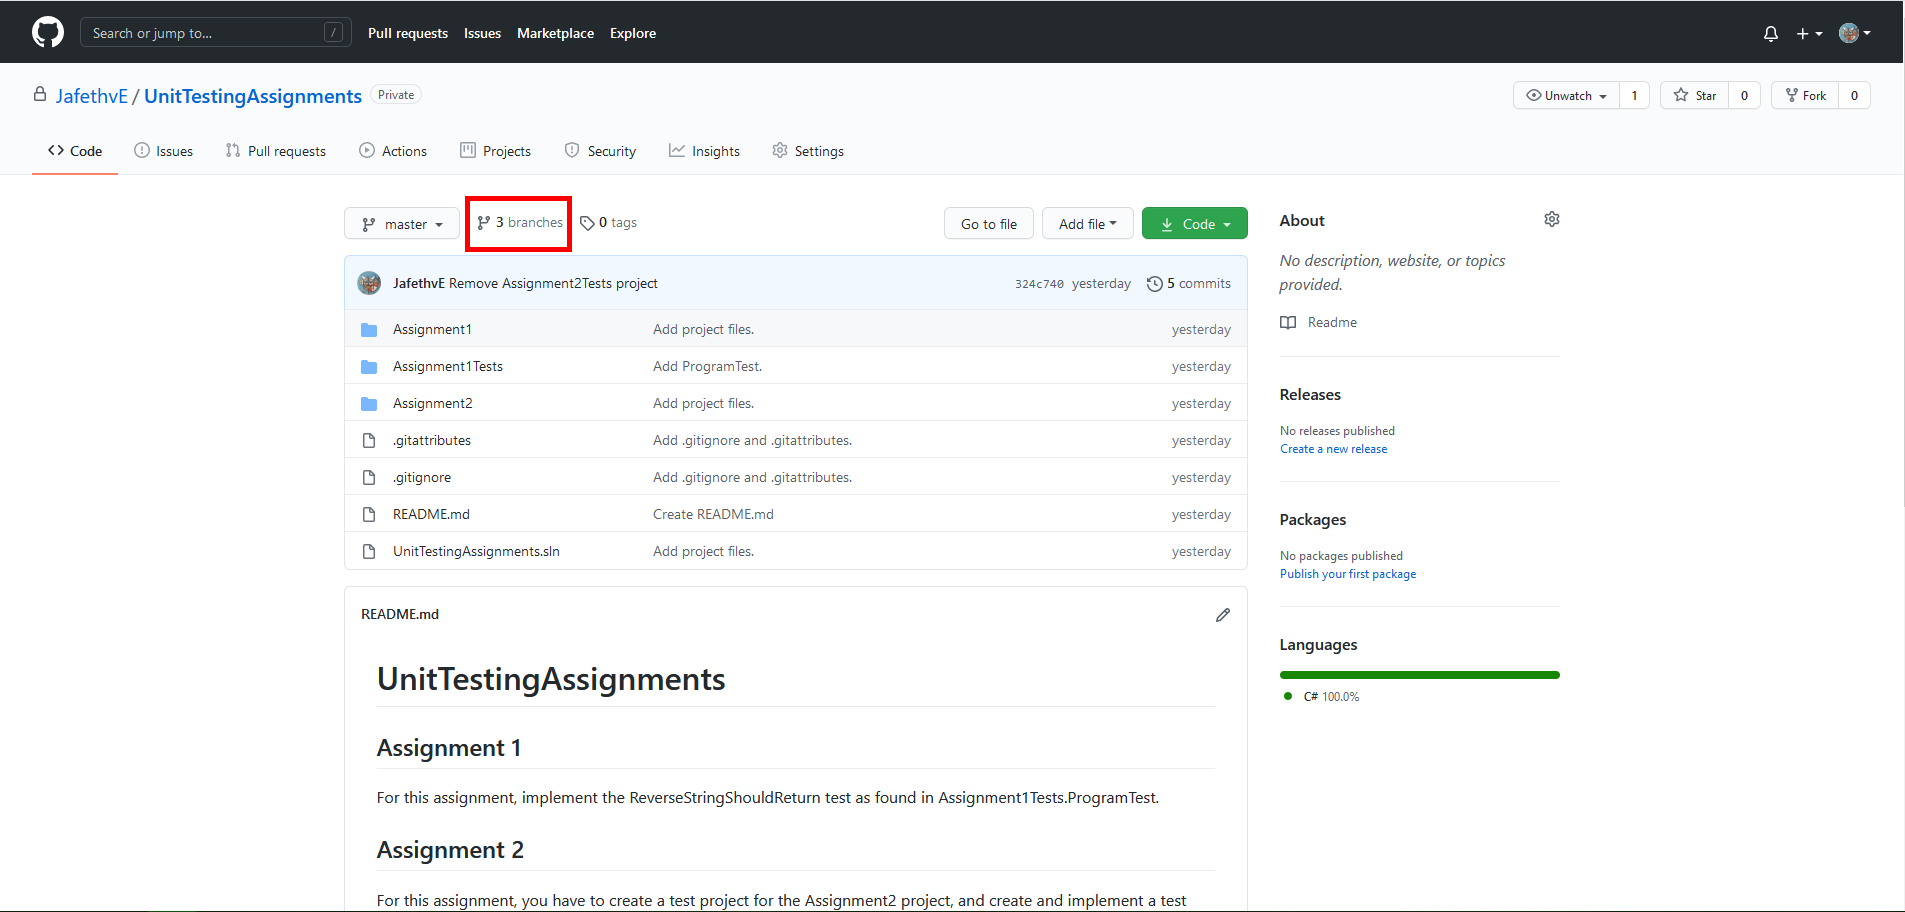 Search or jump to... / Pull requests Issues Marketplace Explore
JafethvE / UnitTestingAssignments Private Unwatch 1 Star 0 Fork 0
Code Issues Pull requests Actions Projects Security Insights Settings
master 3 branches 0 tags Go to file Add file Code
JafethvE Remove Assignment2Tests project 324c740 yesterday 5 commits
Assignment1 Add project files. yesterday
Assignment1Tests Add ProgramTest. yesterday
Assignment2 Add project files. yesterday
.gitattributes Add .gitignore and .gitattributes. yesterday
.gitignore Add .gitignore and .gitattributes. yesterday
README.md Create README.md yesterday
UnitTestingAssignments.sln Add project files. yesterday
README.md
UnitTestingAssignments
Assignment 1
For this assignment, implement the ReverseStringShouldReturn test as found in Assignment1Tests.ProgramTest.
Assignment 2
For this assignment, you have to create a test project for the Assignment2 project, and create and implement a test
About
No description, website, or topics
provided.
Readme
Releases
No releases published
Create a new release
Packages
No packages published
Publish your first package
Languages
C# 100.0%